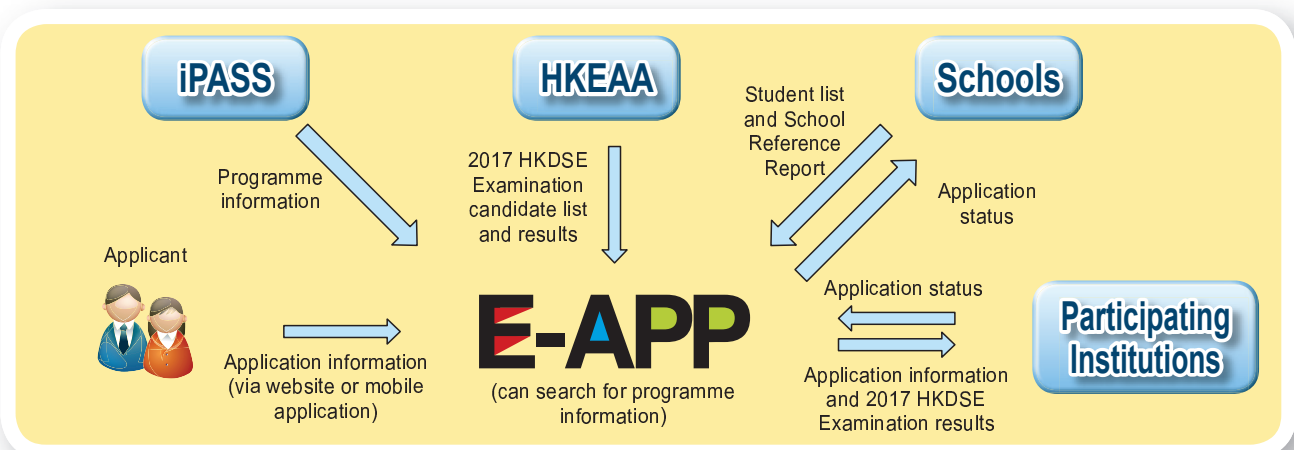 iPASS
HKEAA
Schools
Student list
and School
Reference
Report
Programme
information
2017 HKDSE
Examination
candidate list
and results
Application
status
Applicant
Application information
(via website or mobile
application)
E-APP
(can search for programme
information)
Application status
Application information
and 2017 HKDSE
Examination results
Participating
Institutions